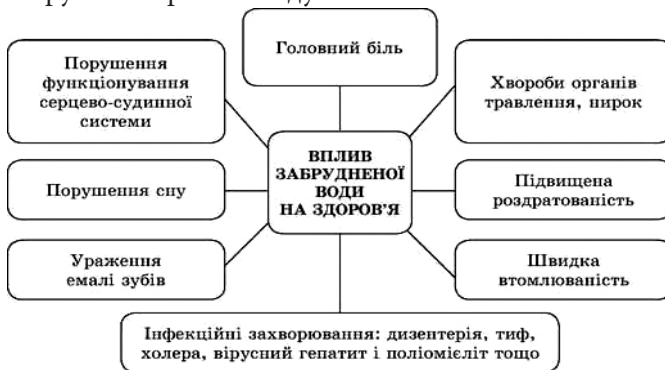 Головний біль
Порушення
функціонування
серцево-судинної
системи
Хвороби органів
травлення, нирок
ВПЛИВ
ЗАБРУДНЕНОЇ
ВОДИ
НА ЗДОРОВ'Я
Порушення сну
Підвищена
роздратованість
Ураження
емалі зубів
Швидка
втомлюваність
Інфекційні захворювання: дизентерія, тиф,
холера, вірусний гепатит і поліомієліт тощо